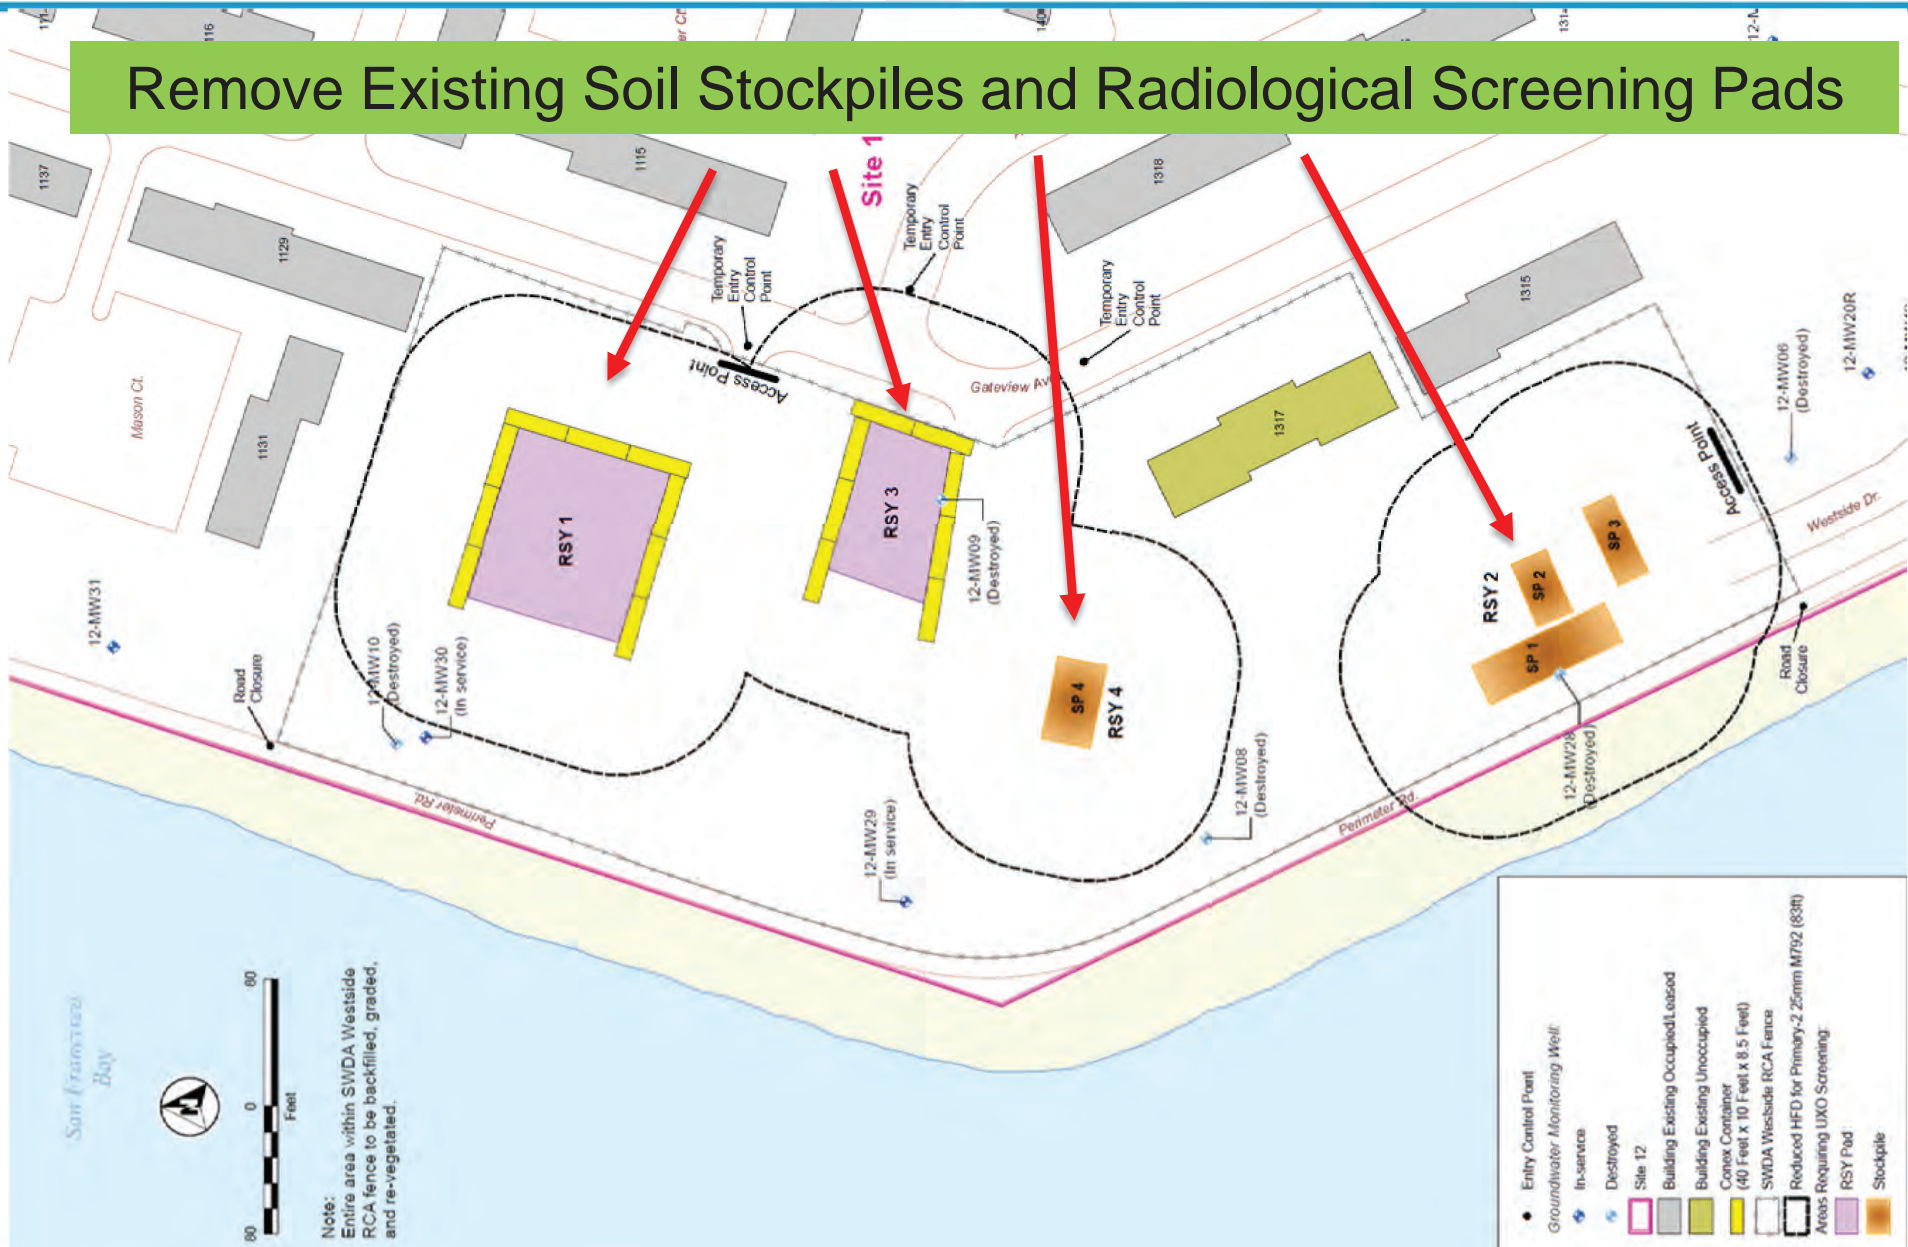 Remove Existing Soil Stockpiles and Radiological Screening Pads
116
1137
1129
1131
1115
1318
1315
1317
Mason Ct.
Site 1
Temporary
Entry
Control
Point
Temporary
Entry
Control
Point
Temporary
Entry
Control
Point
Access Point
Gateview Av
RSY 1
RSY 3
12-MW09
(Destroyed)
12-MW31
Road
Closure
12-MW10
(Destroyed)
12-MW30
(In service)
12-MW29
(In service)
SP 4
RSY 4
12-MW08
(Destroyed)
RSY 2
SP 1
SP 2
SP 3
12-MW28
(Destroyed)
Access Point
12-MW06
(Destroyed)
12-MW20R
Westside Dr.
Road
Closure
Perimeter Rd.
Perimeter Rd.
San Francisco
Bay
80
0
80
Feet
N
Note:
Entire area within SWDA Westside
RCA fence to be backfilled, graded,
and re-vegetated.
Entry Control Point
Groundwater Monitoring Well:
In-service
Destroyed
Site 12
Building Existing Occupied/Leased
Building Existing Unoccupied
Conex Container
(40 Feet x 10 Feet x 8.5 Feet)
SWDA Westside RCA Fence
Reduced HFD for Primary-2 25mm M792 (83ft)
Areas Requiring UXO Screening:
RSY Pad
Stockpile